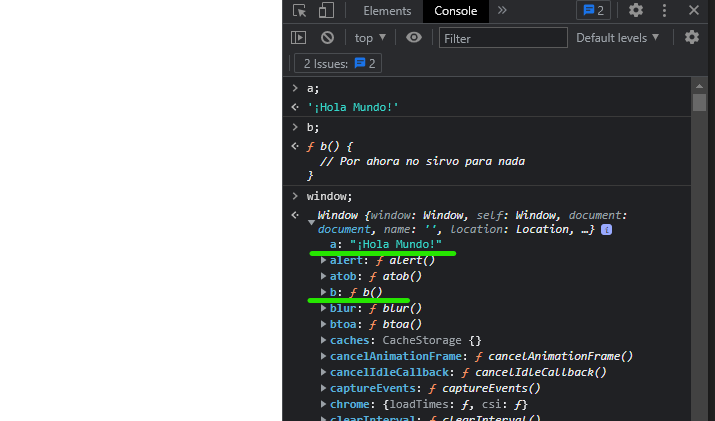 Elements Console 2
top Filter Default levels
2 Issues: 2
a;
'¡Hola Mundo!'
b;
ƒ b() {
// Por ahora no sirvo para nada
}
window;
Window {window: Window, self: Window, document:
document, name: '', location: Location, …}
a: "¡Hola Mundo!"
alert: ƒ alert()
atob: ƒ atob()
b: ƒ b()
blur: ƒ blur()
btoa: ƒ btoa()
caches: CacheStorage {}
cancelAnimationFrame: ƒ cancelAnimationFrame()
cancelIdleCallback: ƒ cancelIdleCallback()
captureEvents: ƒ captureEvents()
chrome: {loadTimes: ƒ, csi: ƒ}
clearInterval: ƒ clearInterval()